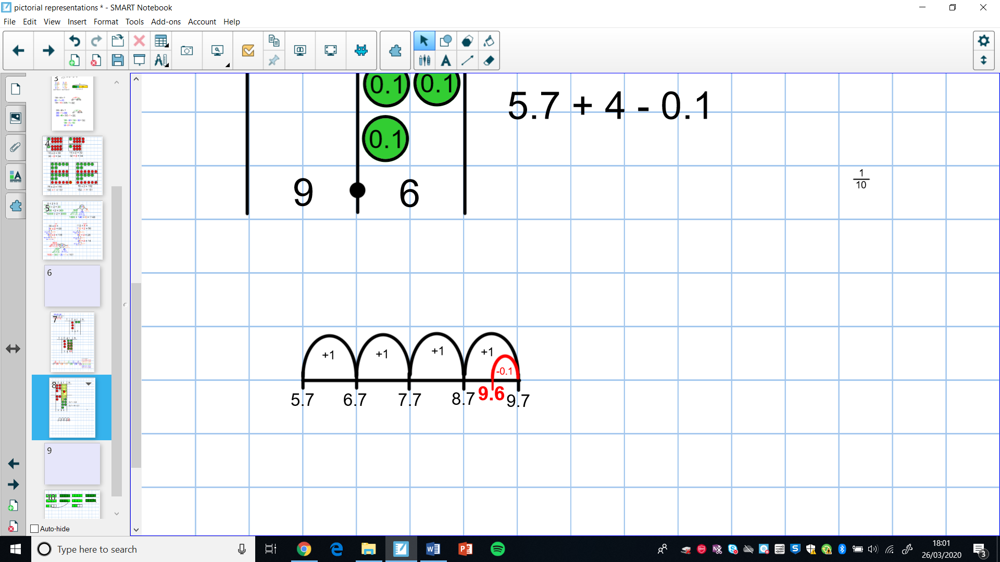 pictorial representations * - SMART Notebook
File Edit View Insert Format Tools Add-ons Account Help
3
4
5
6
7
8
9
10
Auto-hide
0.1 0.1
0.1
9 6
5.7 + 4 - 0.1
1
10
+1 +1 +1 +1
-0.1
5.7 6.7 7.7 8.7 9.6 9.7
Type here to search
18:01
26/03/2020
3